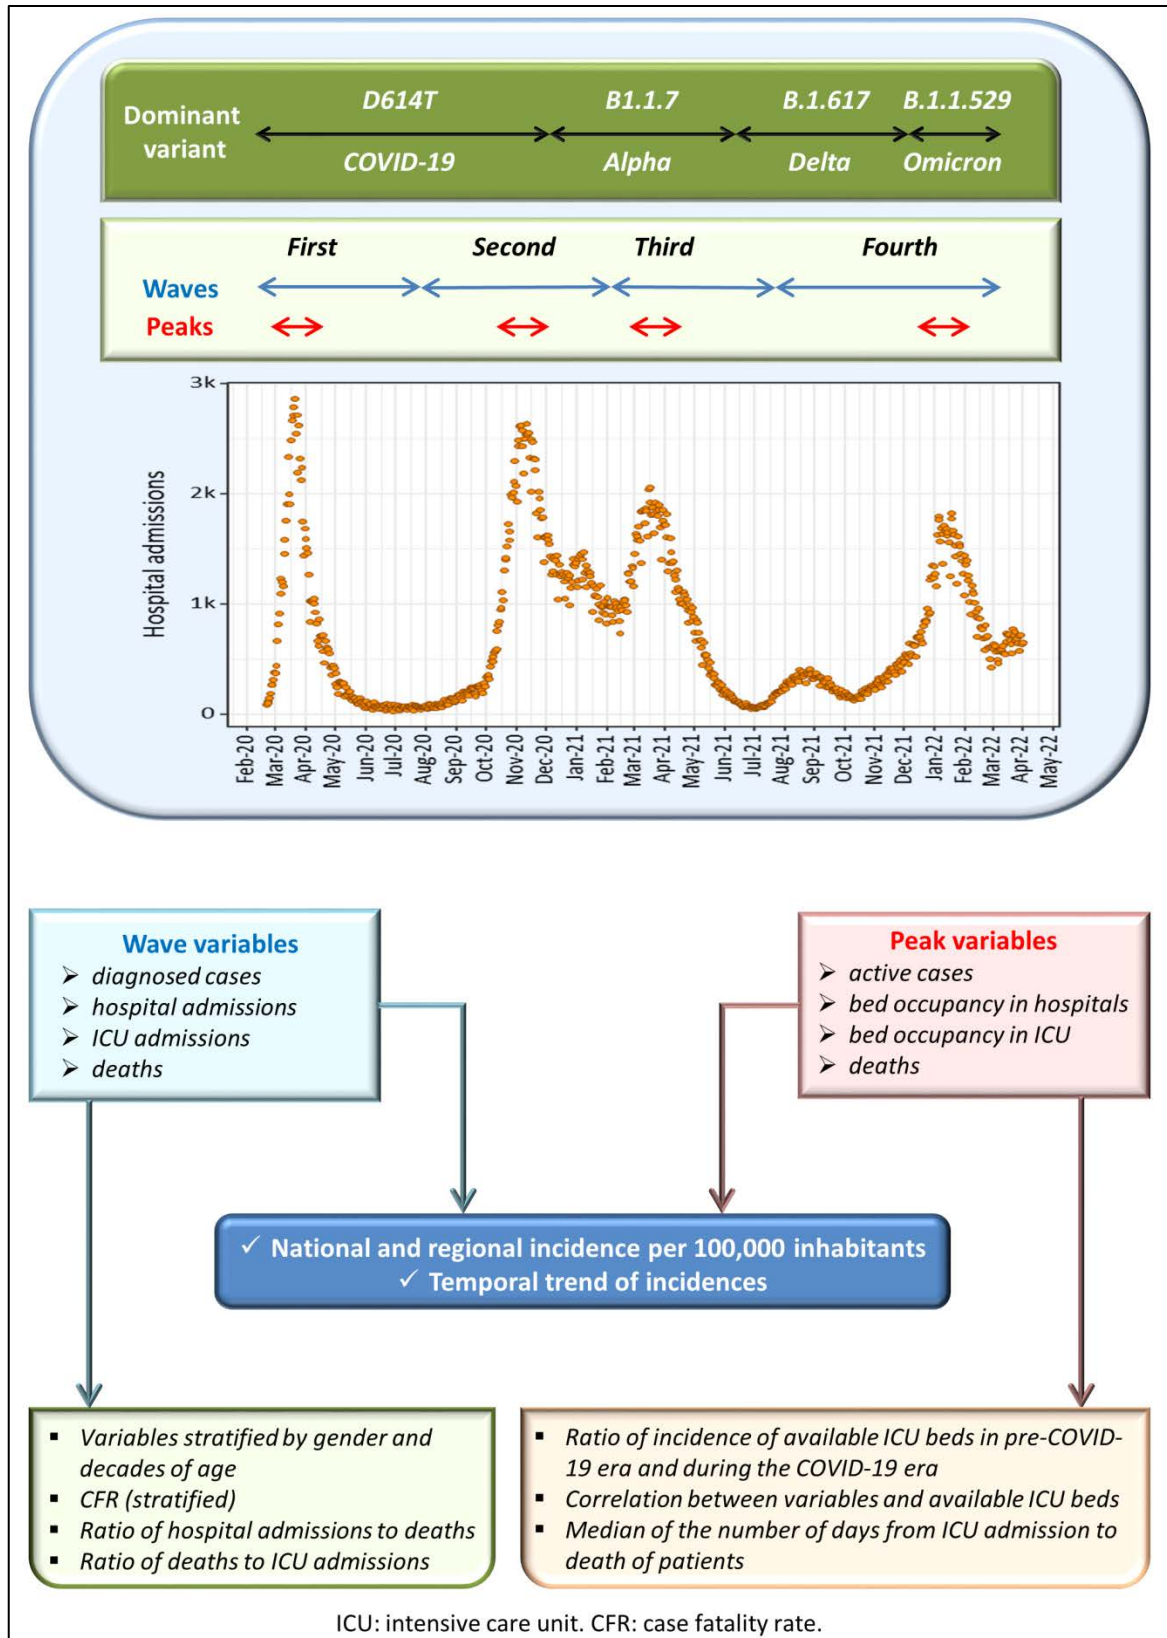 Dominant variant
D614T B1.1.7 B.1.617 B.1.1.529
COVID-19 Alpha Delta Omicron
First Second Third Fourth
Waves
Peaks
3k
2k
1k
0
Hospital admissions
Feb-20 Mar-20 Apr-20 May-20 Jun-20 Jul-20 Aug-20 Sep-20 Oct-20 Nov-20 Dec-20 Jan-21 Feb-21 Mar-21 Apr-21 May-21 Jun-21 Jul-21 Aug-21 Sep-21 Oct-21 Nov-21 Dec-21 Jan-22 Feb-22 Mar-22 Apr-22 May-22
Wave variables
➢ diagnosed cases
➢ hospital admissions
➢ ICU admissions
➢ deaths
Peak variables
➢ active cases
➢ bed occupancy in hospitals
➢ bed occupancy in ICU
➢ deaths
✓ National and regional incidence per 100,000 inhabitants
✓ Temporal trend of incidences
▪ Variables stratified by gender and
decades of age
▪ CFR (stratified)
▪ Ratio of hospital admissions to deaths
▪ Ratio of deaths to ICU admissions
▪ Ratio of incidence of available ICU beds in pre-COVID-
19 era and during the COVID-19 era
▪ Correlation between variables and available ICU beds
▪ Median of the number of days from ICU admission to
death of patients
ICU: intensive care unit. CFR: case fatality rate.